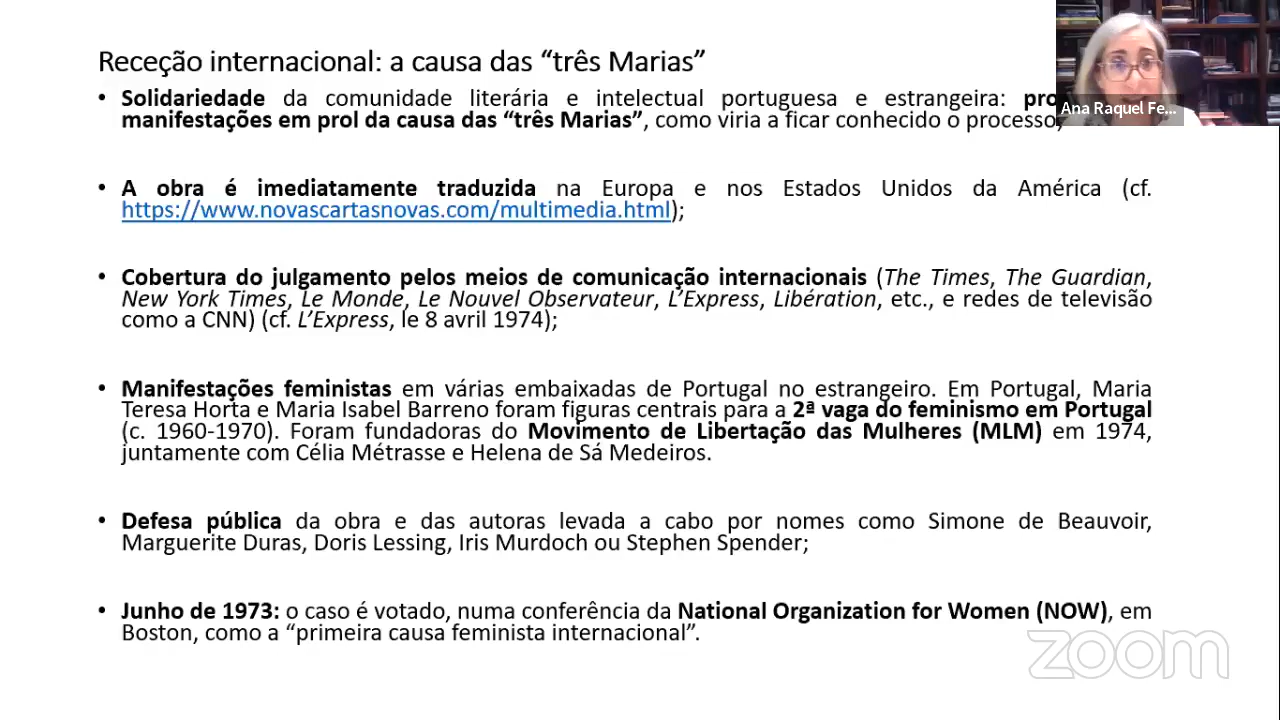 Receção internacional: a causa das “três Marias”
• Solidariedade da comunidade literária e intelectual portuguesa e estrangeira:
manifestações em prol da causa das “três Marias”, como viria a ficar conhecido o processo;
• A obra é imediatamente traduzida na Europa e nos Estados Unidos da América (cf.
https://www.novascartasnovas.com/multimedia.html);
• Cobertura do julgamento pelos meios de comunicação internacionais (The Times, The Guardian,
New York Times, Le Monde, Le Nouvel Observateur, L’Express, Libération, etc., e redes de televisão
como a CNN) (cf. L’Express, le 8 avril 1974);
• Manifestações feministas em várias embaixadas de Portugal no estrangeiro. Em Portugal, Maria
Teresa Horta e Maria Isabel Barreno foram figuras centrais para a 2ª vaga do feminismo em Portugal
(c. 1960-1970). Foram fundadoras do Movimento de Libertação das Mulheres (MLM) em 1974,
juntamente com Célia Métrasse e Helena de Sá Medeiros.
• Defesa pública da obra e das autoras levada a cabo por nomes como Simone de Beauvoir,
Marguerite Duras, Doris Lessing, Iris Murdoch ou Stephen Spender;
• Junho de 1973: o caso é votado, numa conferência da National Organization for Women (NOW), em
Boston, como a “primeira causa feminista internacional”.
Ana Raquel Fe...
zoom